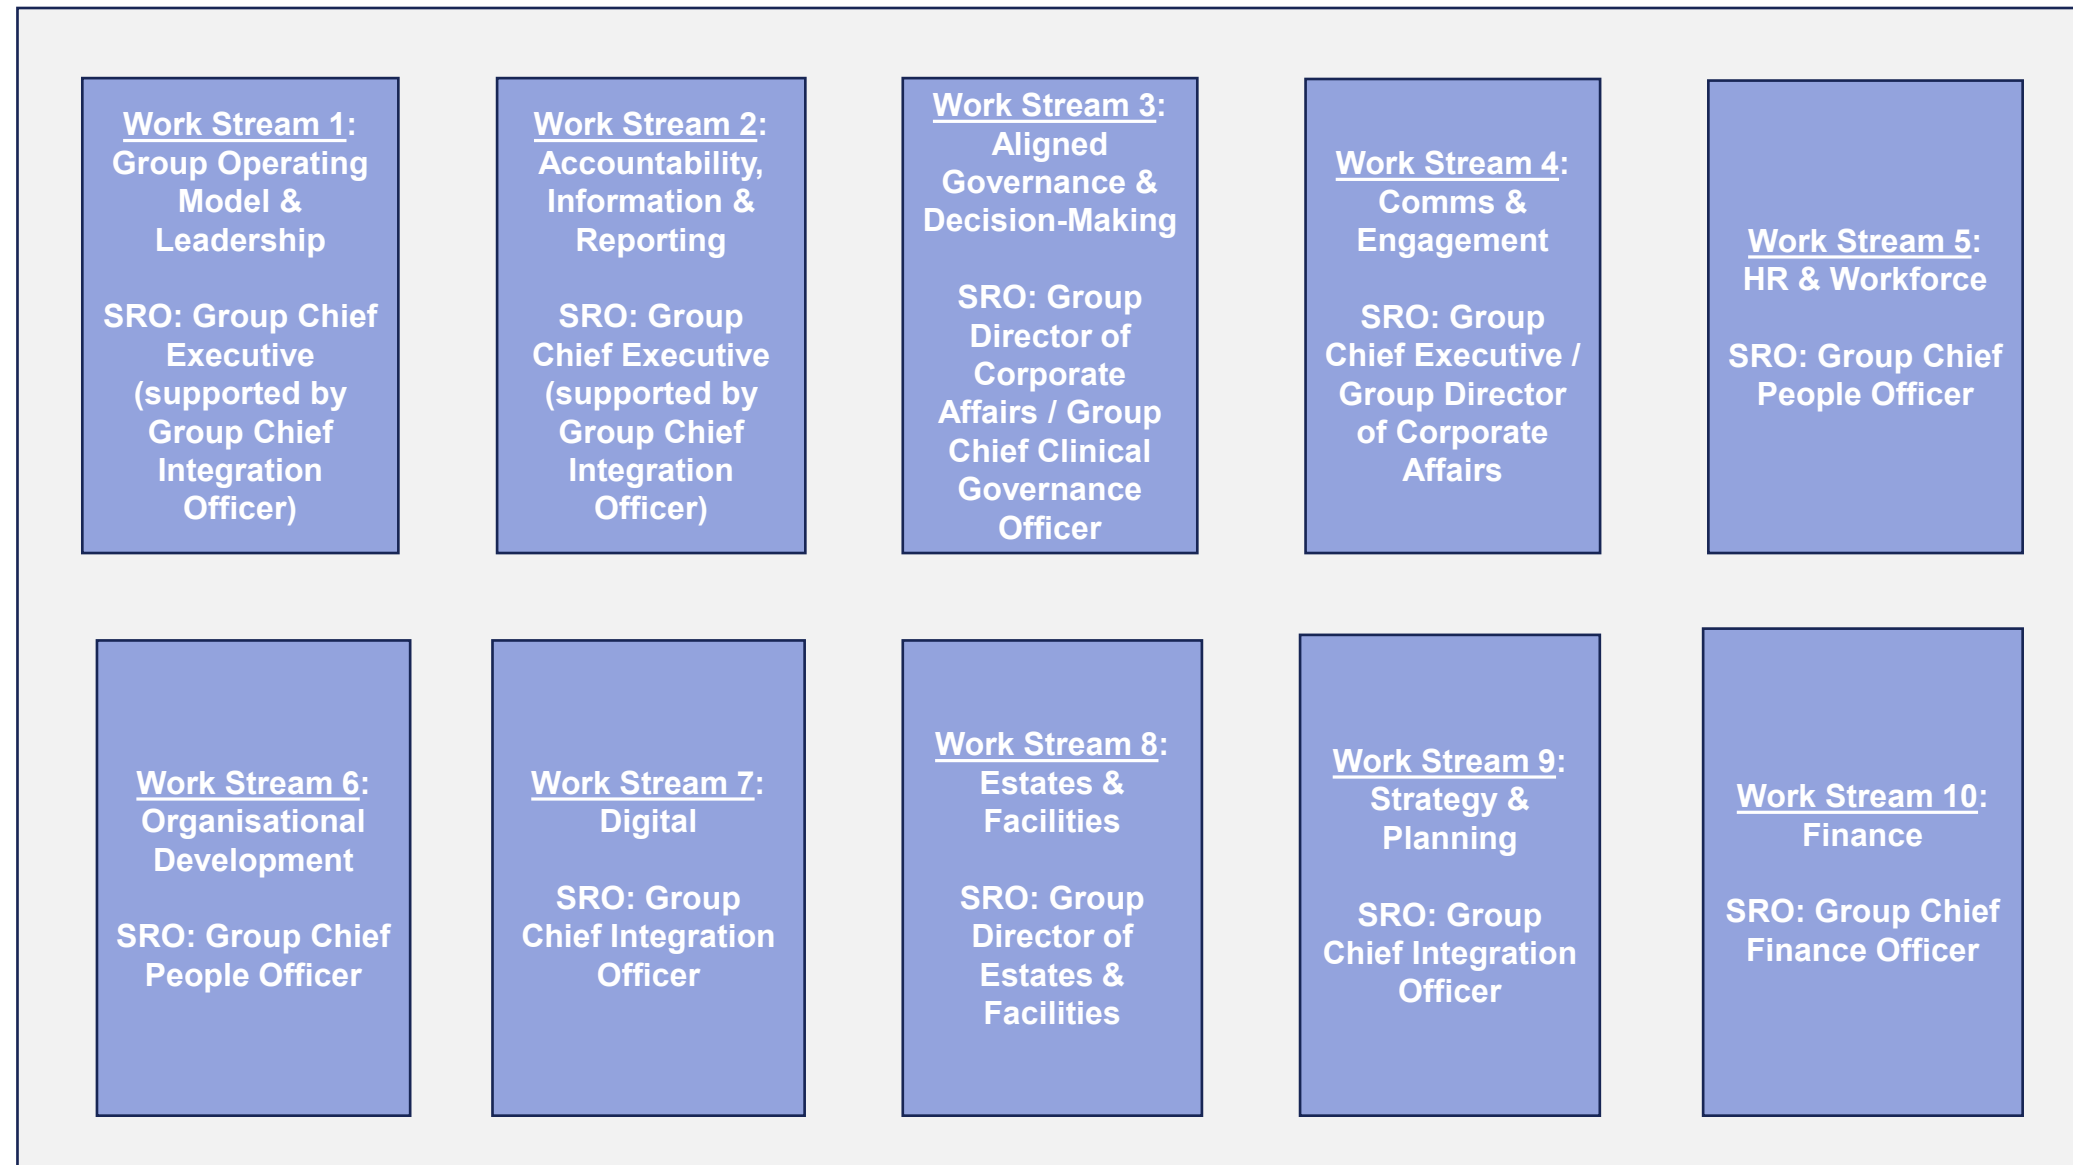 Work Stream 1:
Group Operating
Model &
Leadership
SRO: Group Chief
Executive
(supported by
Group Chief
Integration
Officer)
Work Stream 2:
Accountability,
Information &
Reporting
SRO: Group
Chief Executive
(supported by
Group Chief
Integration
Officer)
Work Stream 3:
Aligned
Governance &
Decision-Making
SRO: Group
Director of
Corporate
Affairs / Group
Chief Clinical
Governance
Officer
Work Stream 4:
Comms &
Engagement
SRO: Group
Chief Executive /
Group Director
of Corporate
Affairs
Work Stream 5:
HR & Workforce
SRO: Group Chief
People Officer
Work Stream 6:
Organisational
Development
SRO: Group Chief
People Officer
Work Stream 7:
Digital
SRO: Group
Chief Integration
Officer
Work Stream 8:
Estates &
Facilities
SRO: Group
Director of
Estates &
Facilities
Work Stream 9:
Strategy &
Planning
SRO: Group
Chief Integration
Officer
Work Stream 10:
Finance
SRO: Group Chief
Finance Officer